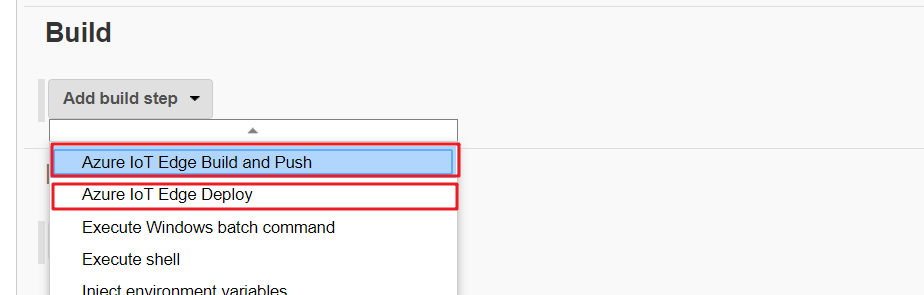 Build
Add build step
Azure IoT Edge Build and Push
Azure IoT Edge Deploy
Execute Windows batch command
Execute shell
Inject environment variables